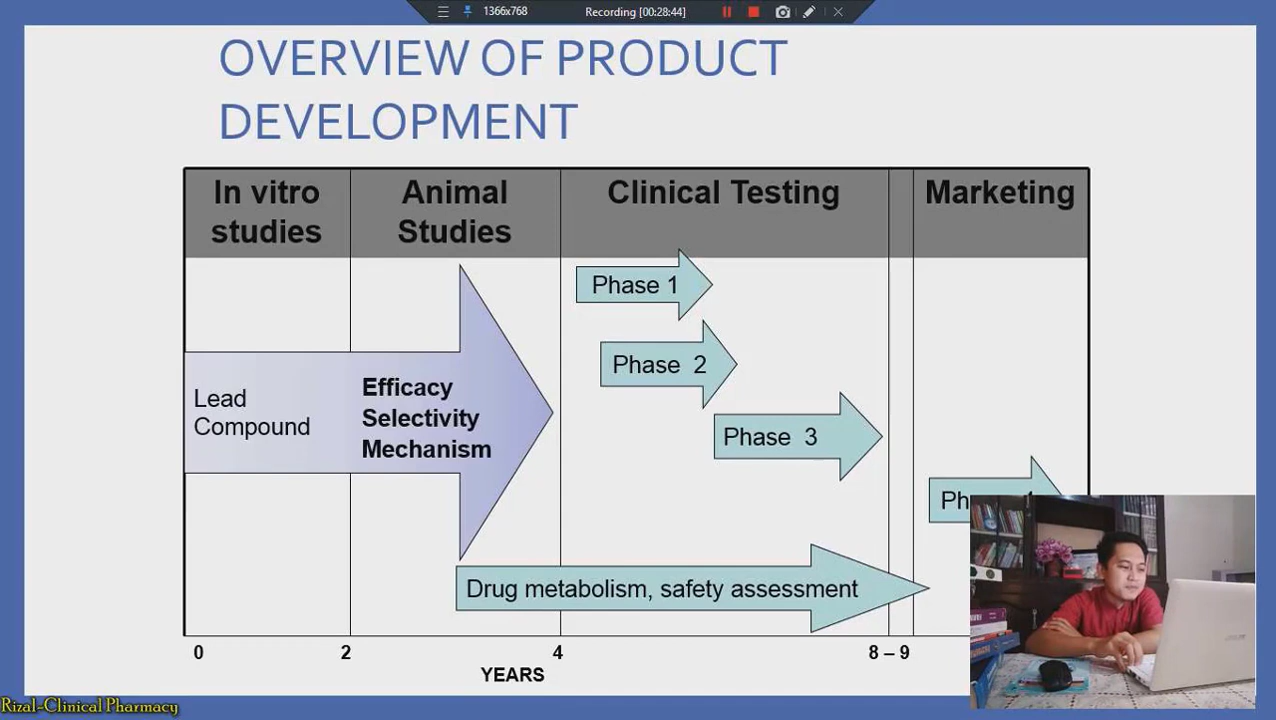 1366x768
Recording [00:28:44]
OVERVIEW OF PRODUCT
DEVELOPMENT
In vitro
studies
Animal
Studies
Clinical Testing
Marketing
Phase 1
Phase 2
Phase 3
Lead
Compound
Efficacy
Selectivity
Mechanism
Drug metabolism, safety assessment
0
2
4
8 – 9
YEARS
Rizal-Clinical Pharmacy